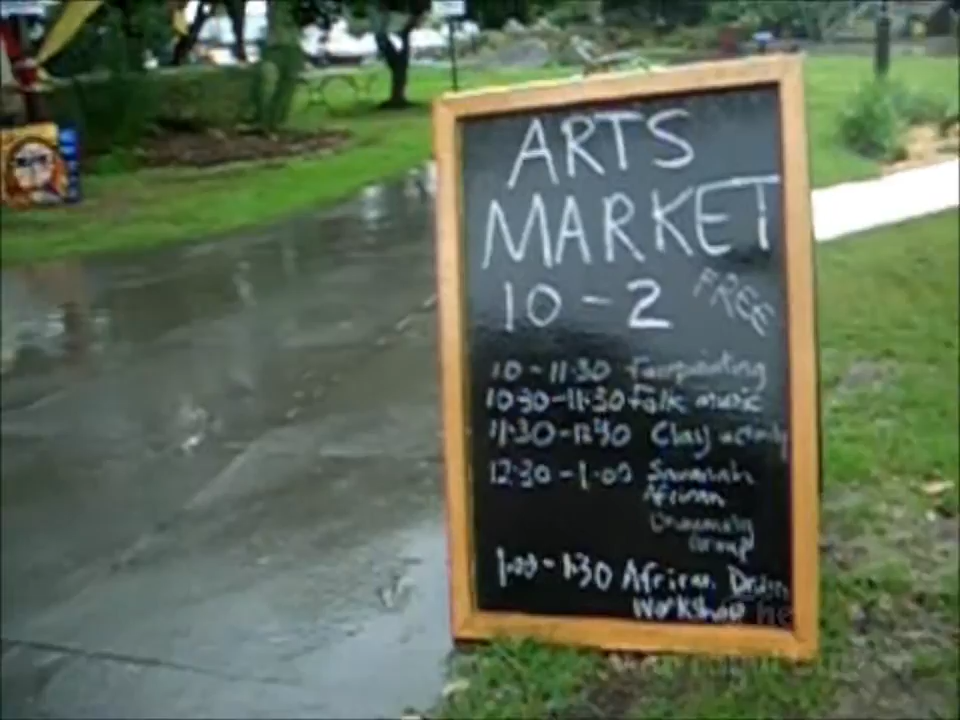 ARTS
MARKET
10 - 2 FREE
10 - 11:30 Facepainting
10:30-11:30 Folk music
11:30-12:30 Clay activity
12:30 - 1:00
African
Group
1:00 - 1:30 African Drum
Workshop